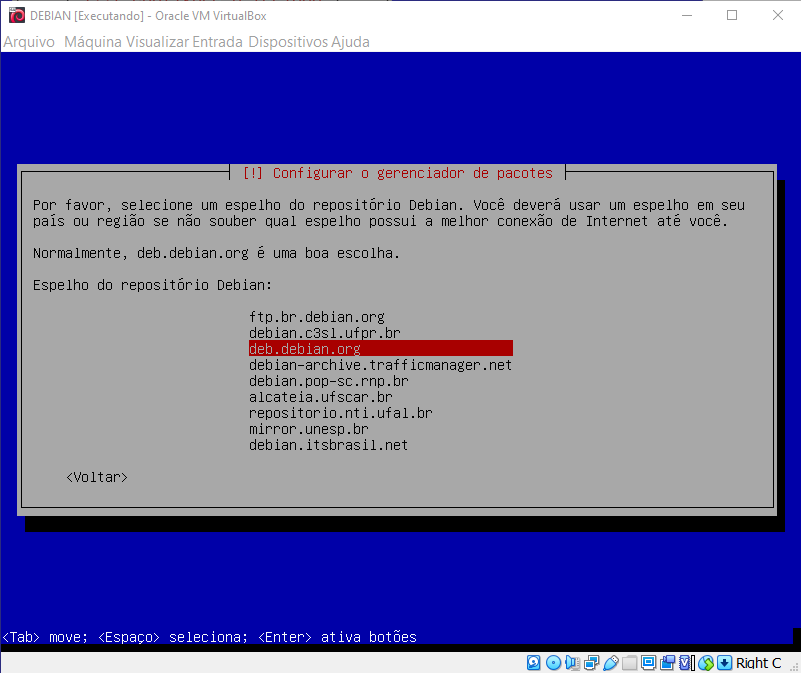 DEBIAN [Executando] - Oracle VM VirtualBox
Arquivo Máquina Visualizar Entrada Dispositivos Ajuda
[!] Configurar o gerenciador de pacotes
Por favor, selecione um espelho do repositório Debian. Você deverá usar um espelho em seu
país ou região se não souber qual espelho possui a melhor conexão de Internet até você.
Normalmente, deb.debian.org é uma boa escolha.
Espelho do repositório Debian:
ftp.br.debian.org
debian.c3sl.ufpr.br
deb.debian.org
debian-archive.trafficmanager.net
debian.pop-sc.rnp.br
alcateia.ufscar.br
repositorio.nti.ufal.br
mirror.unesp.br
debian.itsbrasil.net
<Voltar>
<Tab> move; <Espaço> seleciona; <Enter> ativa botões
Right C